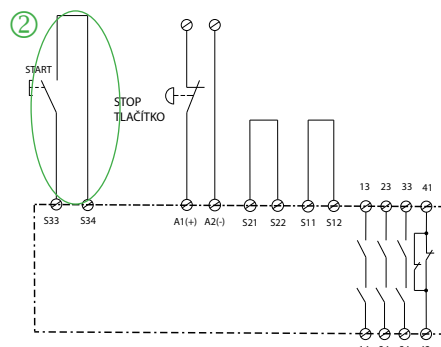 ②
START
STOP
TLAČÍTKO
13 23 33 41
S33 S34 A1(+) A2(-) S21 S22 S11 S12